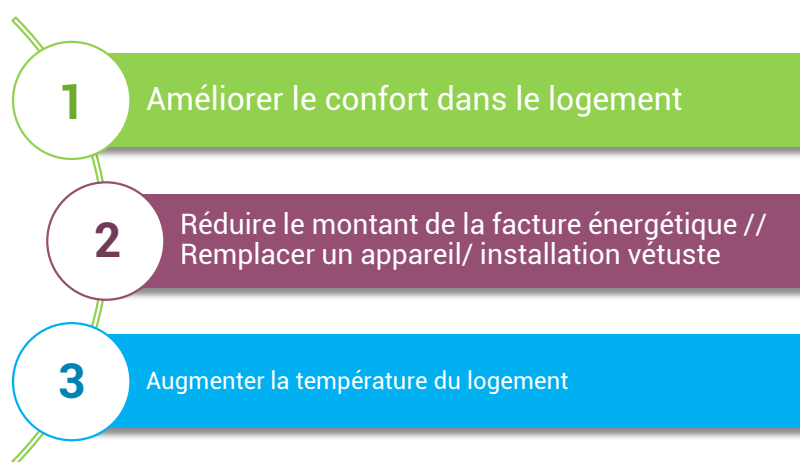 1
Améliorer le confort dans le logement
2
Réduire le montant de la facture énergétique //
Remplacer un appareil/ installation vétuste
3
Augmenter la température du logement